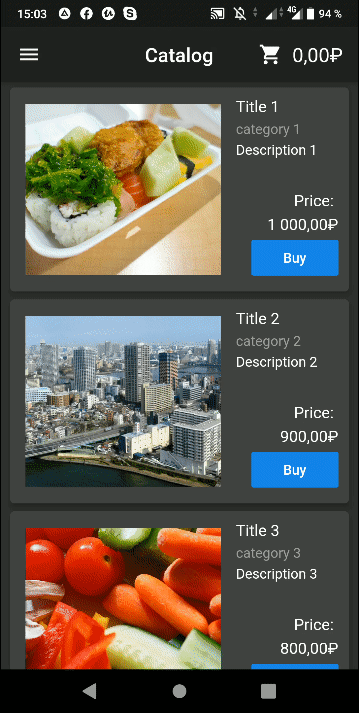 15:03 4G 94 %
Catalog 0,00₽
Title 1
category 1
Description 1
Price:
1 000,00₽
Buy
Title 2
category 2
Description 2
Price:
900,00₽
Buy
Title 3
category 3
Description 3
Price:
800,00₽